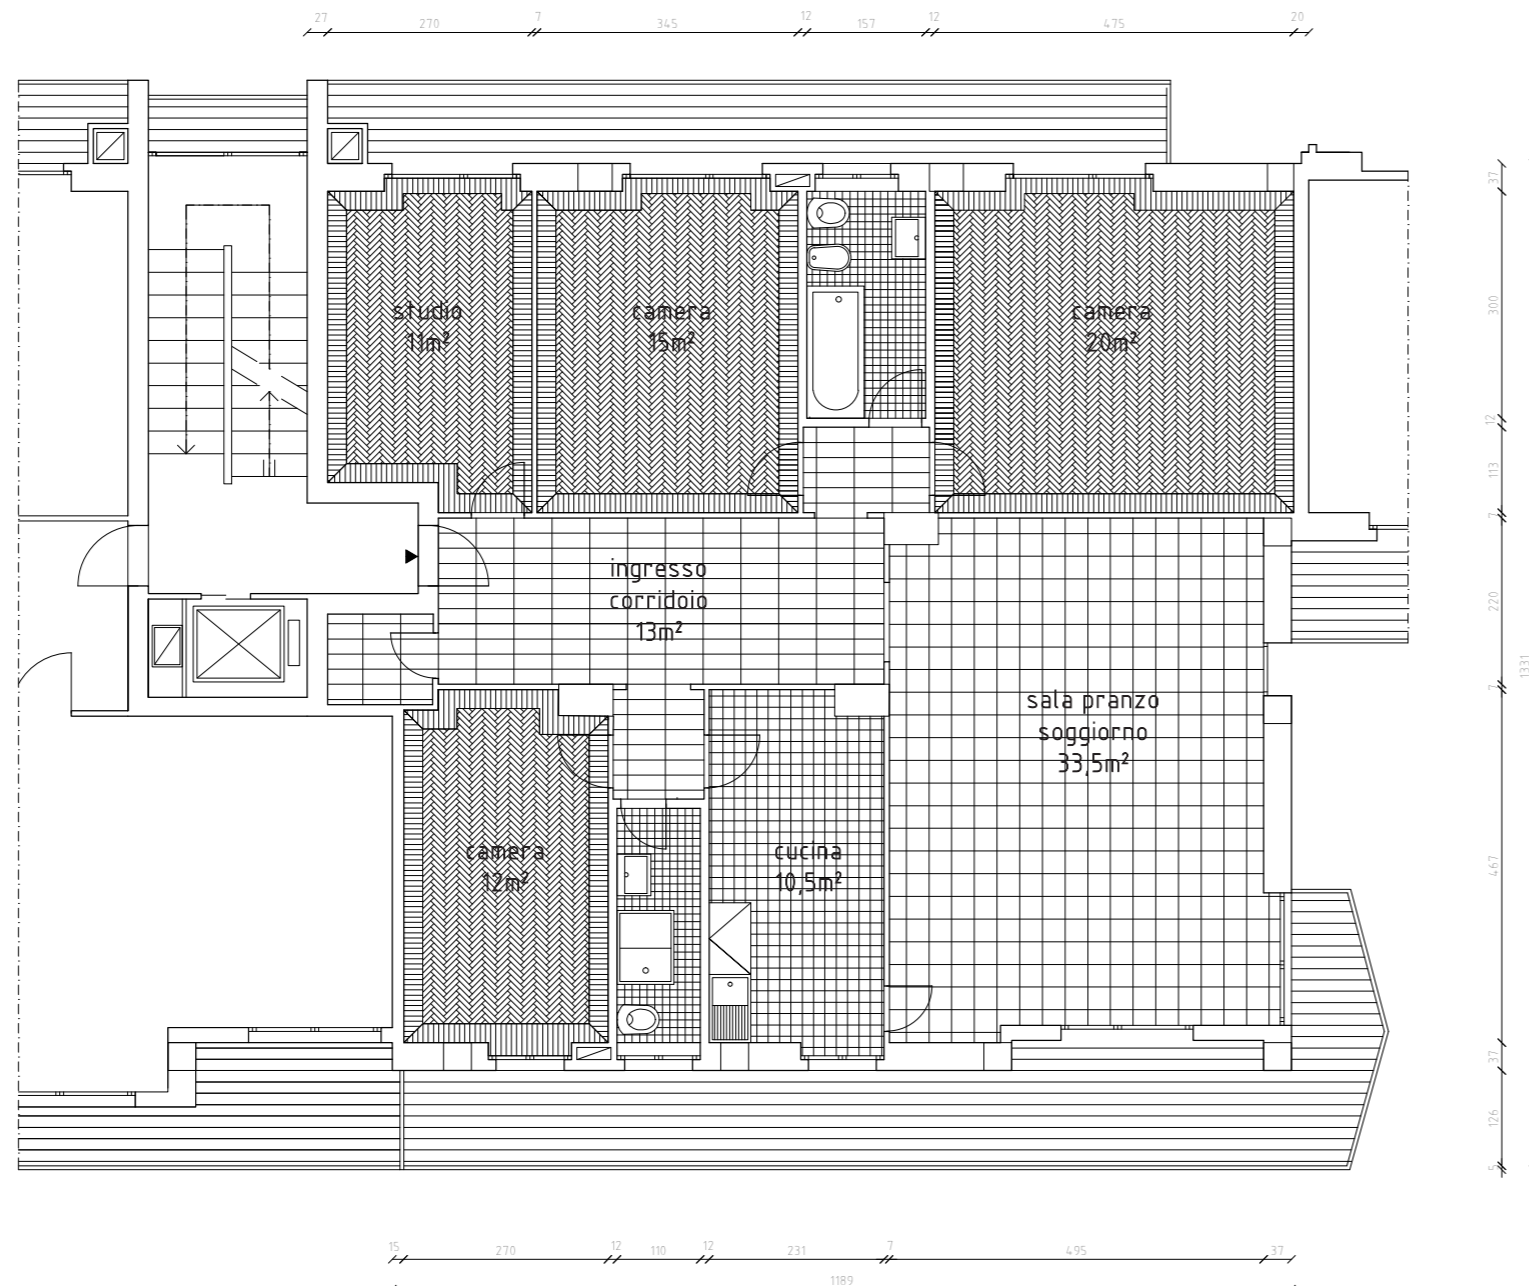 27 270 7 345 12 157 12 475 20
studio
11m²
camera
15m²
camera
20m²
ingresso
corridoio
13m²
sala pranzo
soggiorno
33,5m²
camera
12m²
cucina
10,5m²
37
300
12
113
7
220
7
467
37
126
5
1331
15 270 12 110 12 231 7 495 37
1189